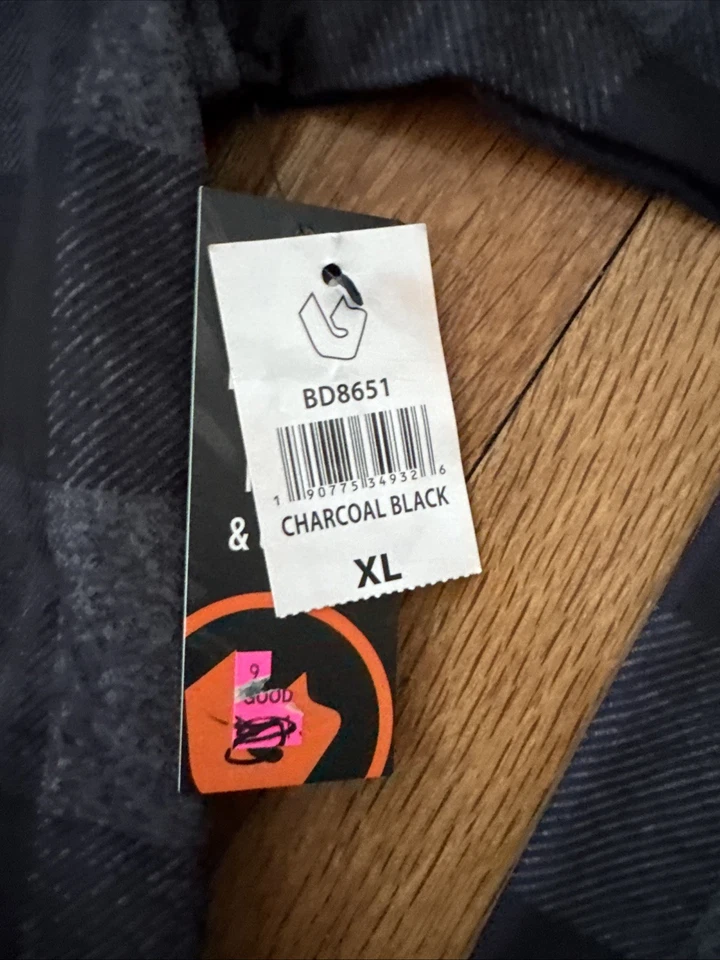 BD8651
1 90775 34932 6
CHARCOAL BLACK
XL
&
9
GOOD